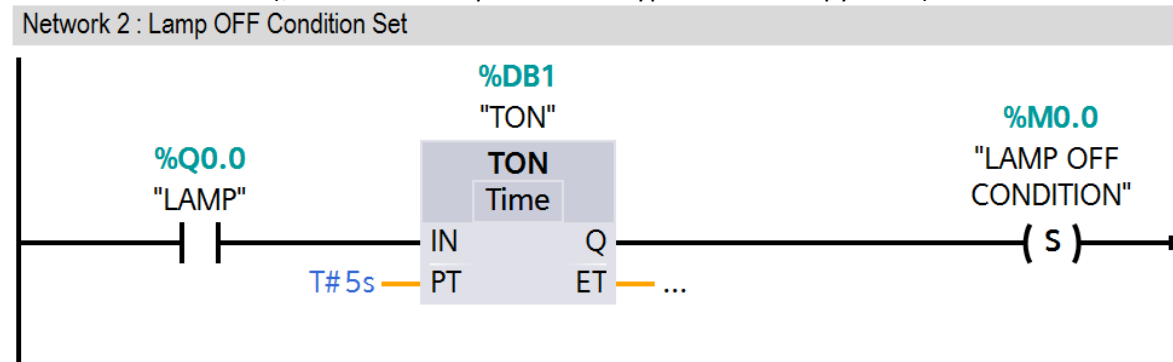 Network 2 : Lamp OFF Condition Set
%DB1
"TON"
%M0.0
%Q0.0
TON
"LAMP OFF
"LAMP"
Time
CONDITION"
IN
Q
S
T#5s
PT
ET
...